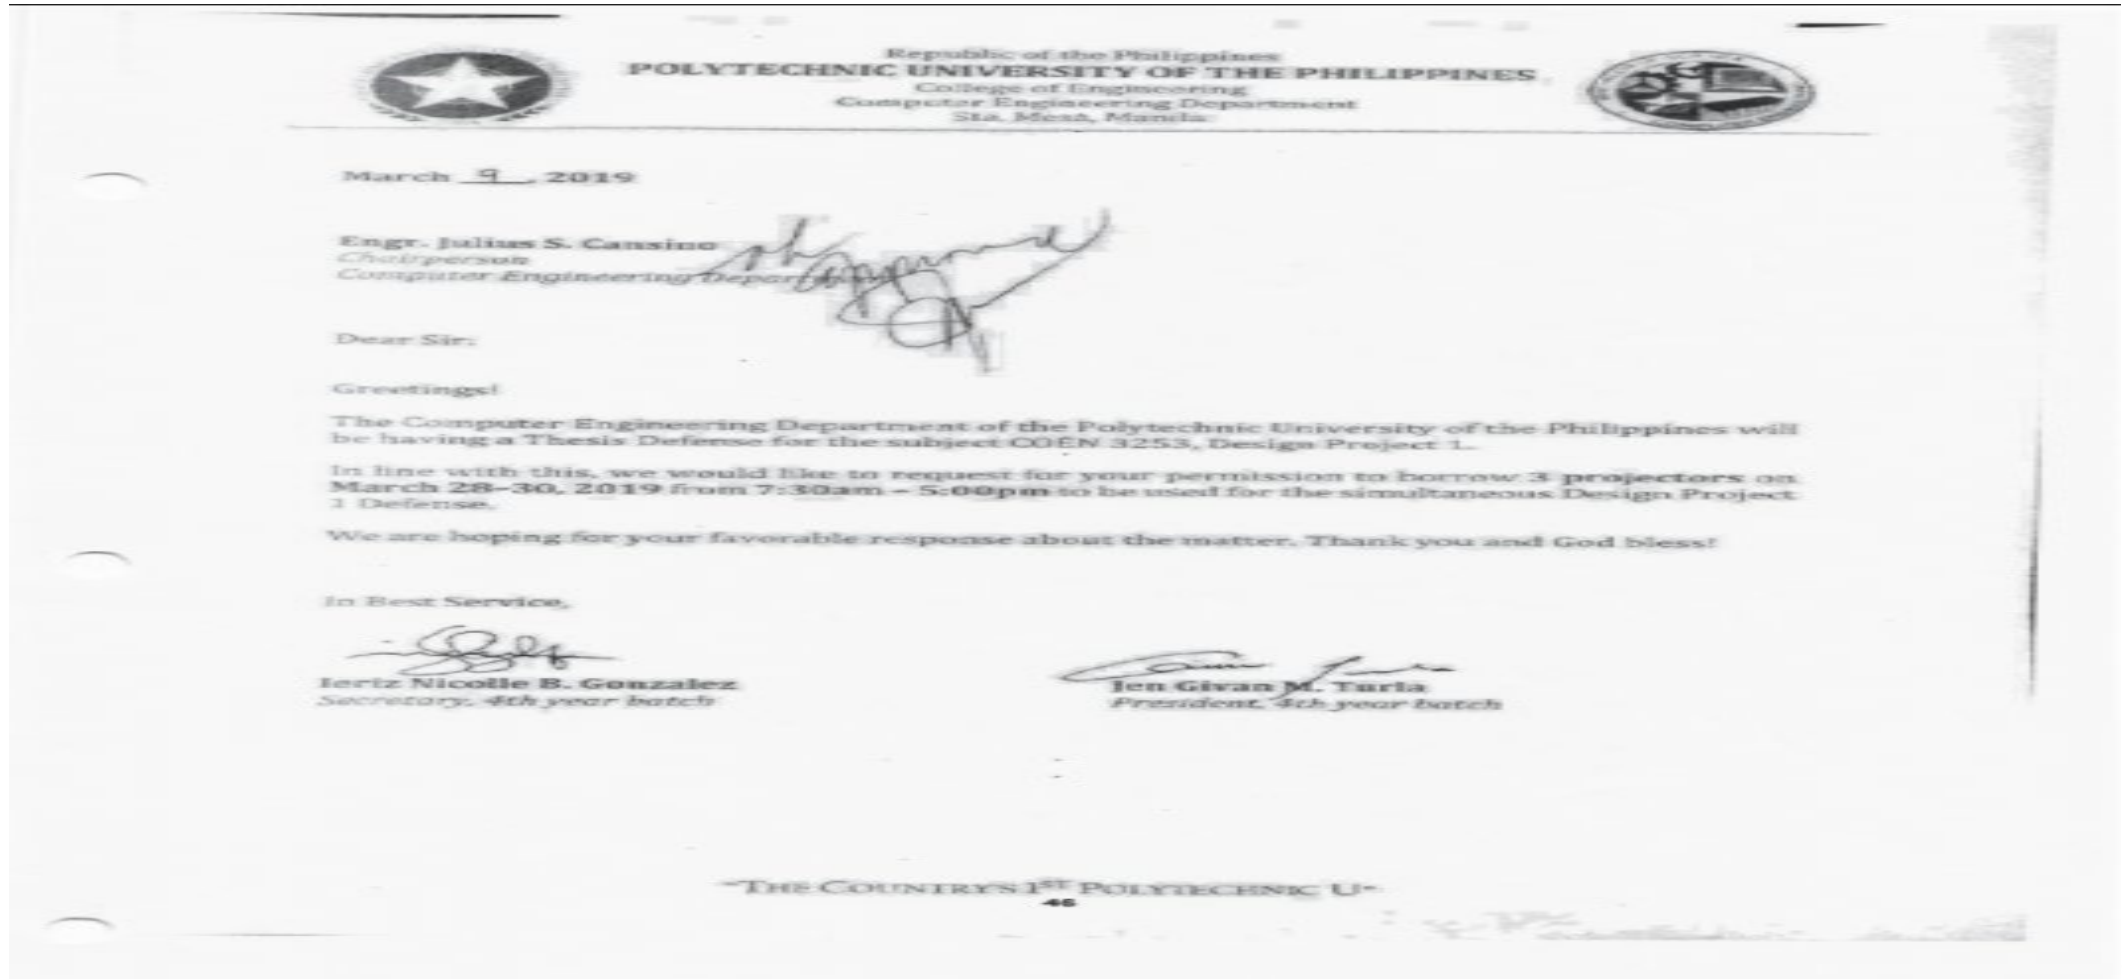 Republic of the Philippines
POLYTECHNIC UNIVERSITY OF THE PHILIPPINES
College of Engineering
Computer Engineering Department
Sta. Mesa, Manila
March 9, 2019
Engr. Julius S. Cansino
Chairperson
Computer Engineering Depar
approved
Dear Sir:
Greetings!
The Computer Engineering Department of the Polytechnic University of the Philippines will
be having a Thesis Defense for the subject COEN 3253, Design Project 1.
In line with this, we would like to request for your permission to borrow 3 projectors on
March 28–30, 2019 from 7:30am – 5:00pm to be used for the simultaneous Design Project
1 Defense.
We are hoping for your favorable response about the matter. Thank you and God bless!
In Best Service,
Iertz Nicolle B. Gonzalez
Secretary, 4th year batch
Jen Givan M. Turla
President, 4th year batch
"THE COUNTRY'S 1ST POLYTECHNIC U"
46